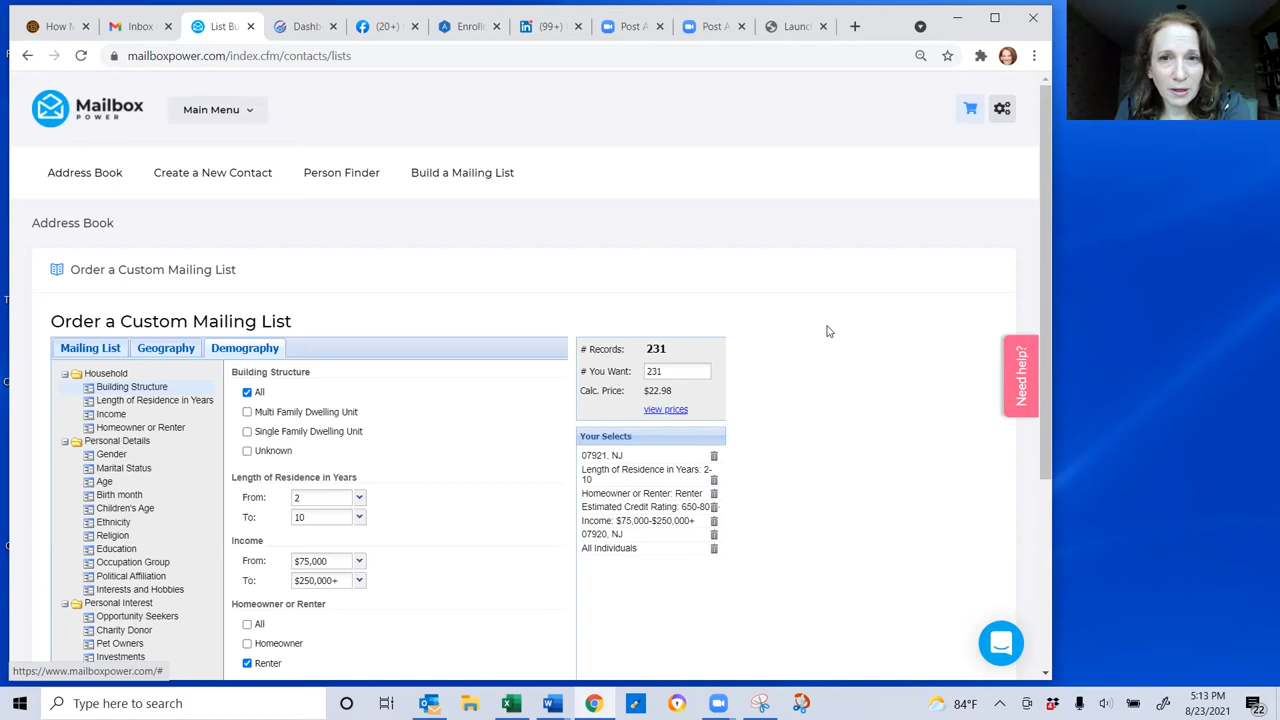 How M
Inbox
List Bu
Dashb
(20+)
Enrollr
(99+)
Post A
Post A
Launc
mailboxpower.com/index.cfm/contacts/lists
Mailbox
POWER
Main Menu
Address Book
Create a New Contact
Person Finder
Build a Mailing List
Address Book
Order a Custom Mailing List
Order a Custom Mailing List
Mailing List
Geography
Demography
Household
Building Structure
Length of Residence in Years
Income
Homeowner or Renter
Personal Details
Gender
Marital Status
Age
Birth month
Children's Age
Ethnicity
Religion
Education
Occupation Group
Political Affiliation
Interests and Hobbies
Personal Interest
Opportunity Seekers
Charity Donor
Pet Owners
Investments
Building Structure
All
Multi Family Dwelling Unit
Single Family Dwelling Unit
Unknown
Length of Residence in Years
From: 2
To: 10
Income
From: $75,000
To: $250,000+
Homeowner or Renter
All
Homeowner
Renter
# Records: 231
# You Want: 231
Calc. Price: $22.98
view prices
Your Selects
07921, NJ
Length of Residence in Years: 2-
10
Homeowner or Renter: Renter
Estimated Credit Rating: 650-80
Income: $75,000-$250,000+
07920, NJ
All Individuals
Need help?
https://www.mailboxpower.com/#
Type here to search
84°F
5:13 PM
8/23/2021
22